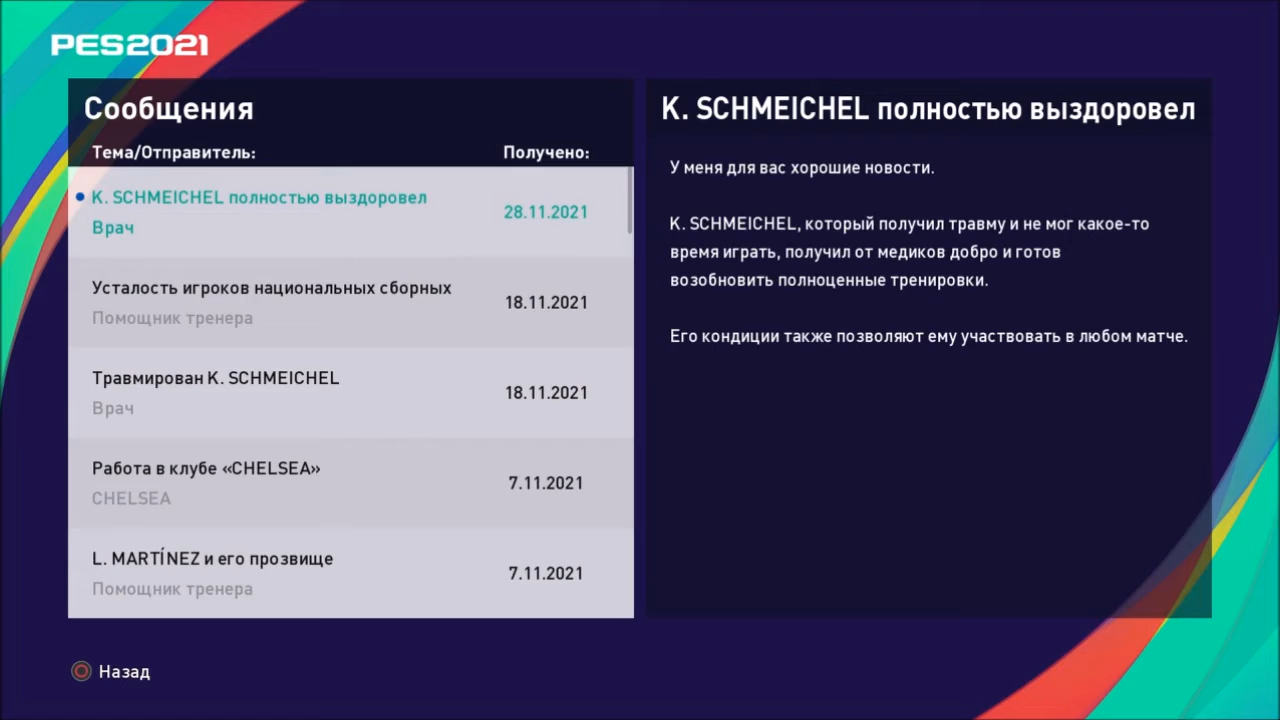 PES2021
Сообщения
Тема/Отправитель: Получено:
K. SCHMEICHEL полностью выздоровел
Врач
28.11.2021
Усталость игроков национальных сборных
Помощник тренера
18.11.2021
Травмирован K. SCHMEICHEL
Врач
18.11.2021
Работа в клубе «CHELSEA»
CHELSEA
7.11.2021
L. MARTÍNEZ и его прозвище
Помощник тренера
7.11.2021
K. SCHMEICHEL полностью выздоровел
У меня для вас хорошие новости.
K. SCHMEICHEL, который получил травму и не мог какое-то
время играть, получил от медиков добро и готов
возобновить полноценные тренировки.
Его кондиции также позволяют ему участвовать в любом матче.
Назад